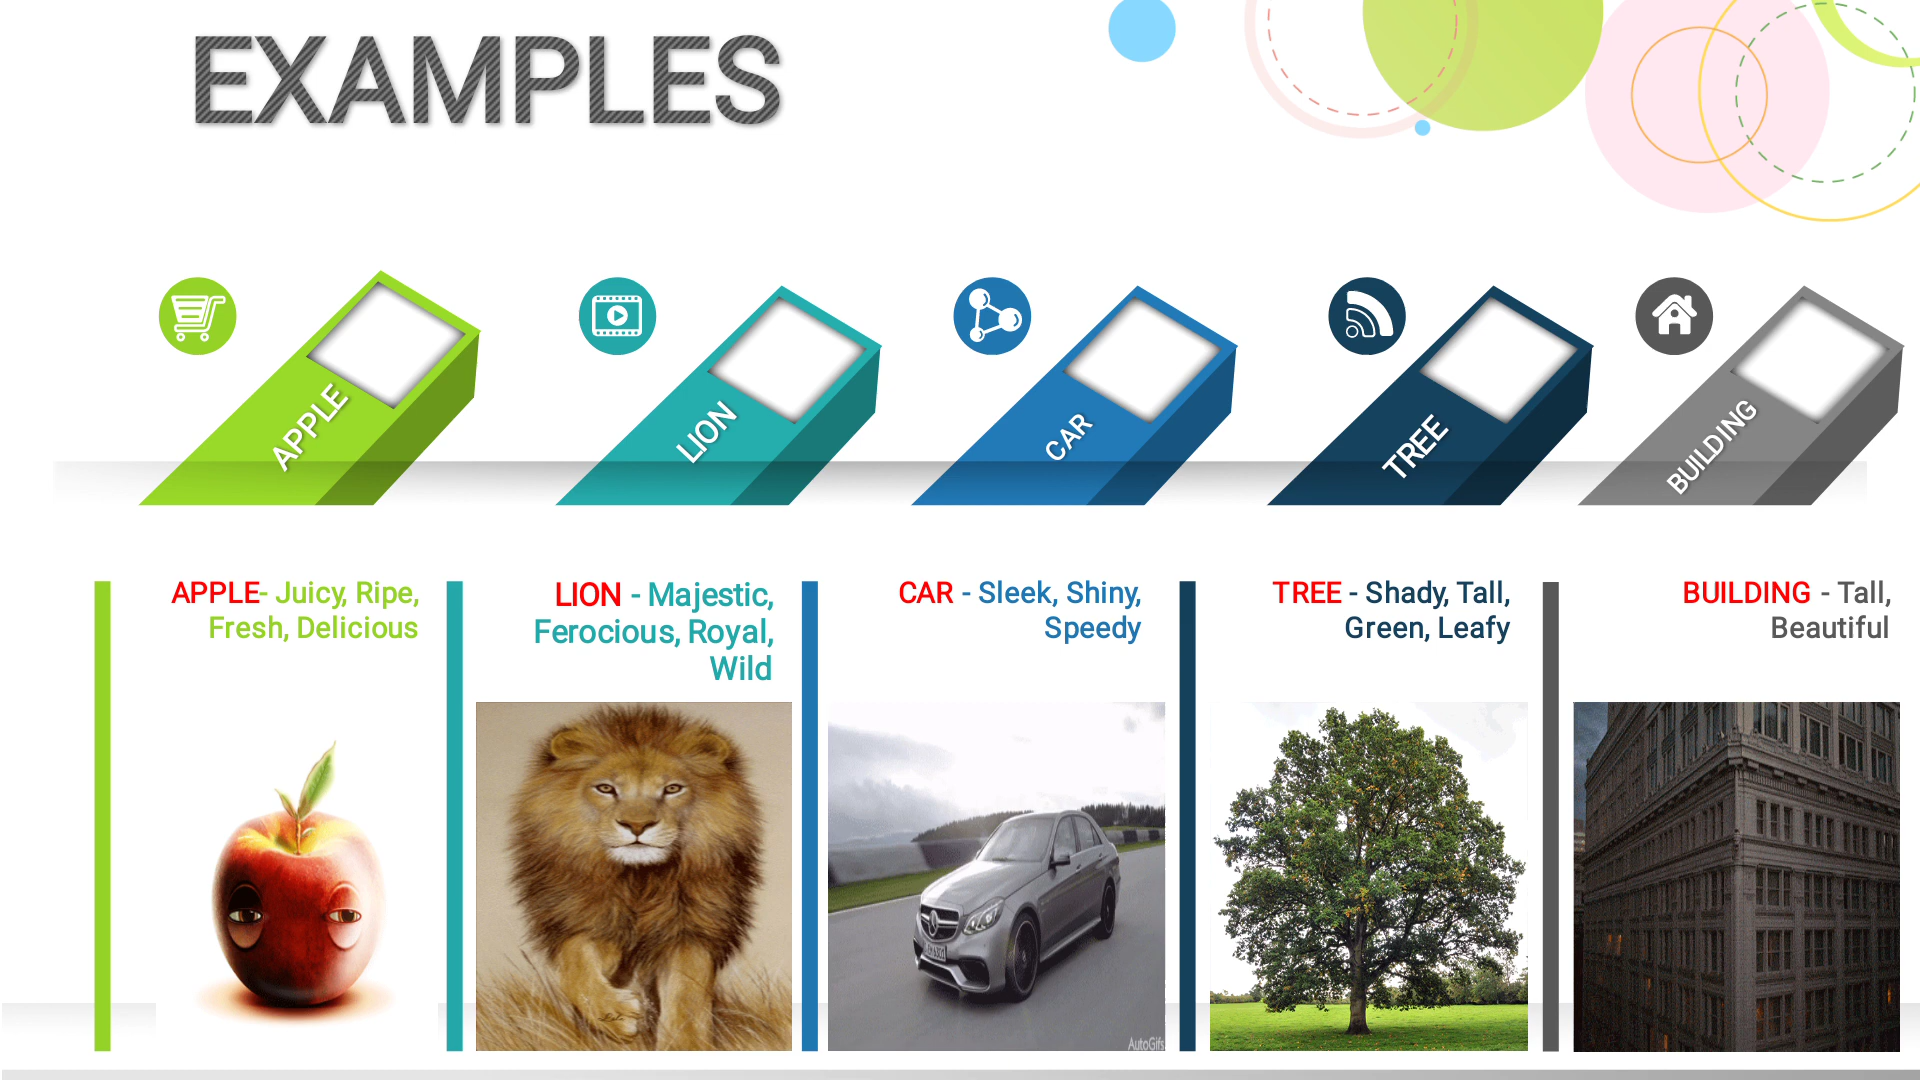 EXAMPLES
APPLE
LION
CAR
TREE
BUILDING
APPLE- Juicy, Ripe,
Fresh, Delicious
LION - Majestic,
Ferocious, Royal,
Wild
CAR - Sleek, Shiny,
Speedy
TREE - Shady, Tall,
Green, Leafy
BUILDING - Tall,
Beautiful
AutoGifs